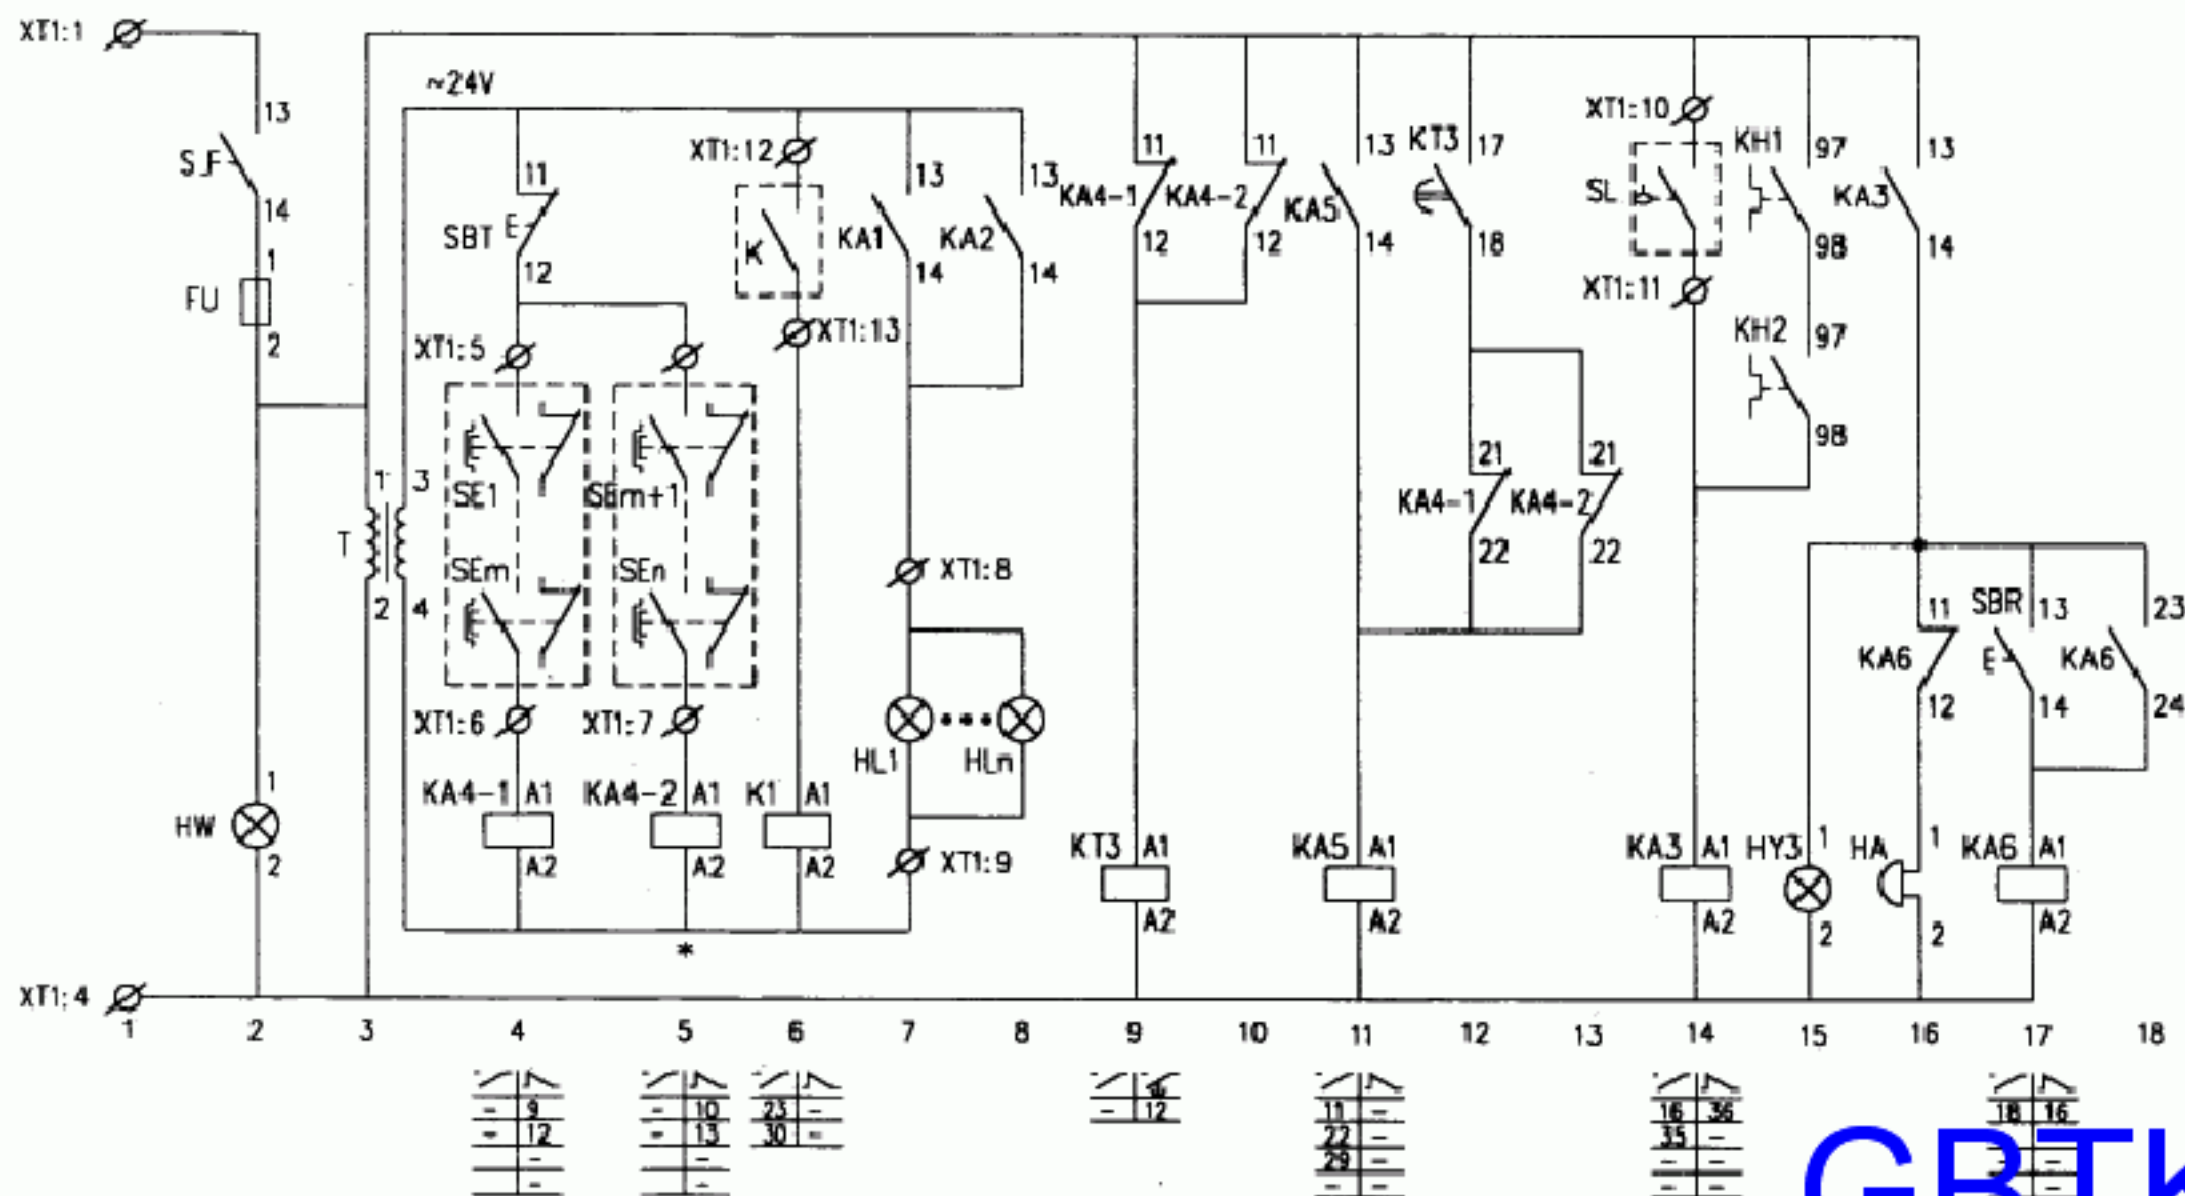 XT1:1
~24V
13
S_F
14
1
FU
2
11
SBT E
12
XT1:12
K
XT1:13
13
KA1
14
13
KA2
14
11
KA4-1
12
11
KA4-2
12
13
KA5
14
KT3 17
18
XT1:10
SL
XT1:11
KH1 97
98
KH2 97
98
13
KA3
14
XT1:5
SE1
SEm
SEm+1
SEn
1 3
T
2 4
XT1:6
XT1:7
XT1:8
HL1
HLn
XT1:9
21
KA4-1
22
21
KA4-2
22
11
KA6
12
SBR 13
E
14
23
KA6
24
1
HW
2
KA4-1 A1
A2
KA4-2 A1
A2
K1 A1
A2
KT3 A1
A2
KA5 A1
A2
KA3 A1
A2
HY3 1
2
HA 1
2
KA6 A1
A2
*
XT1:4
1 2 3 4 5 6 7 8 9 10 11 12 13 14 15 16 17 18
- 9
- 12
-
-
- 10
- 13
-
-
23 -
30 -
- 12
11 -
22 -
29 -
- -
16 36
35 -
- -
- -
18 16
- -
- -
- -